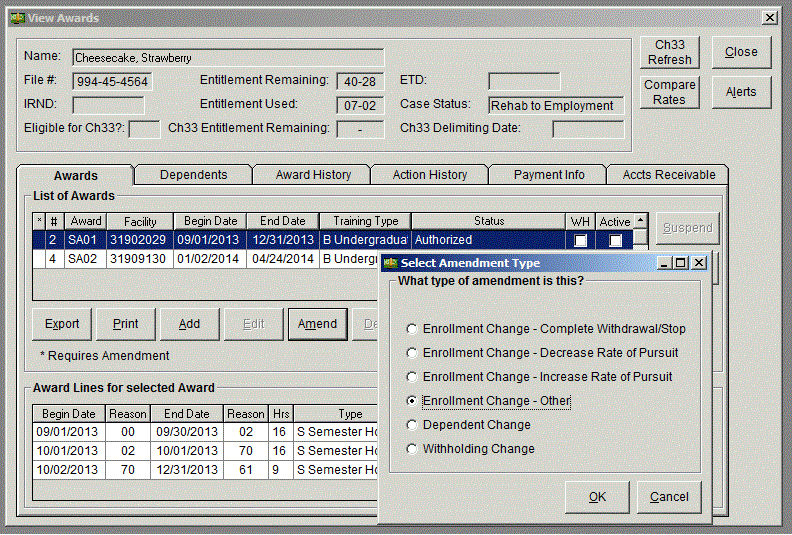 View Awards
Name: Cheesecake, Strawberry
Ch33 Refresh
Close
File #: 994-45-4564 Entitlement Remaining: 40-28 ETD:
IRND: Entitlement Used: 07-02 Case Status: Rehab to Employment
Compare Rates
Alerts
Eligible for Ch33?: Ch33 Entitlement Remaining: - Ch33 Delimiting Date:
Awards Dependents Award History Action History Payment Info Accts Receivable
List of Awards
* # Award Facility Begin Date End Date Training Type Status WH Active
2 SA01 31902029 09/01/2013 12/31/2013 B Undergraduat Authorized
Suspend
4 SA02 31909130 01/02/2014 04/24/2014 B Underg
Select Amendment Type
What type of amendment is this?
Export Print Add Edit Amend De
* Requires Amendment
Enrollment Change - Complete Withdrawal/Stop
Enrollment Change - Decrease Rate of Pursuit
Enrollment Change - Increase Rate of Pursuit
Enrollment Change - Other
Dependent Change
Withholding Change
OK Cancel
Award Lines for selected Award
Begin Date Reason End Date Reason Hrs Type
09/01/2013 00 09/30/2013 02 16 S Semester Ho
10/01/2013 02 10/01/2013 70 16 S Semester Ho
10/02/2013 70 12/31/2013 61 9 S Semester Ho